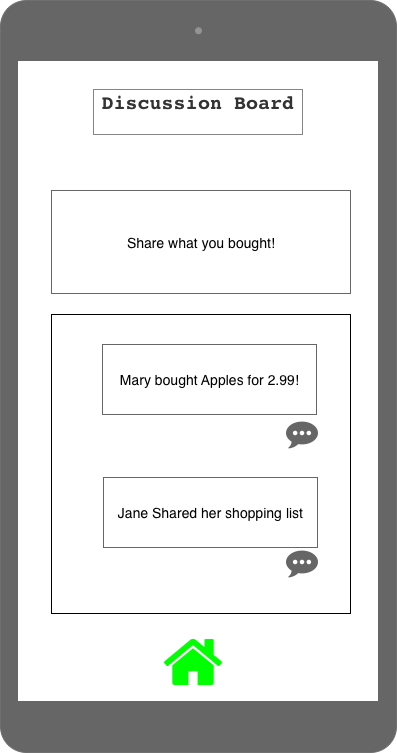 Discussion Board
Share what you bought!
Mary bought Apples for 2.99!
Jane Shared her shopping list